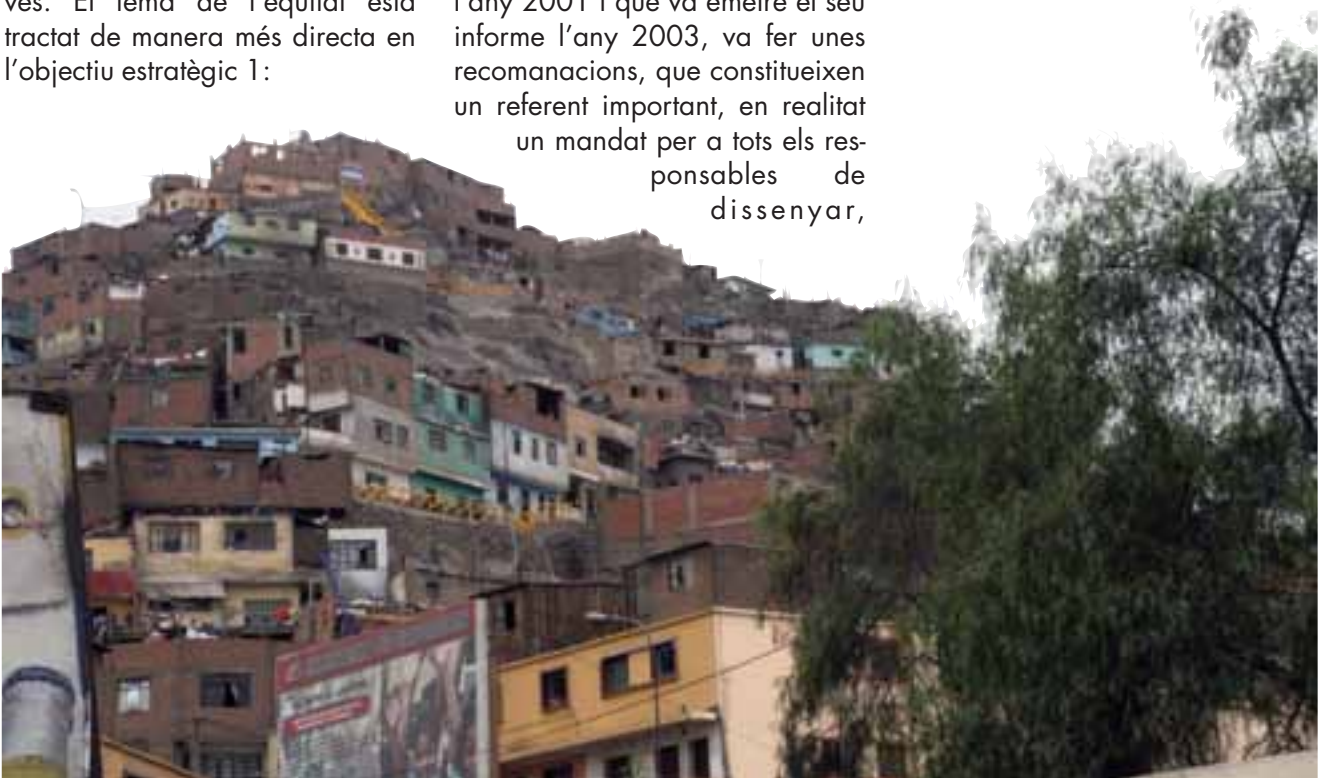 ves. El tema de l'equitat està
tractat de manera més directa en
l'objectiu estratègic 1:
l'any 2001 i que va emetre el seu
informe l'any 2003, va fer unes
recomanacions, que constitueixen
un referent important, en realitat
un mandat per a tots els res-
ponsables de
dissenyar,